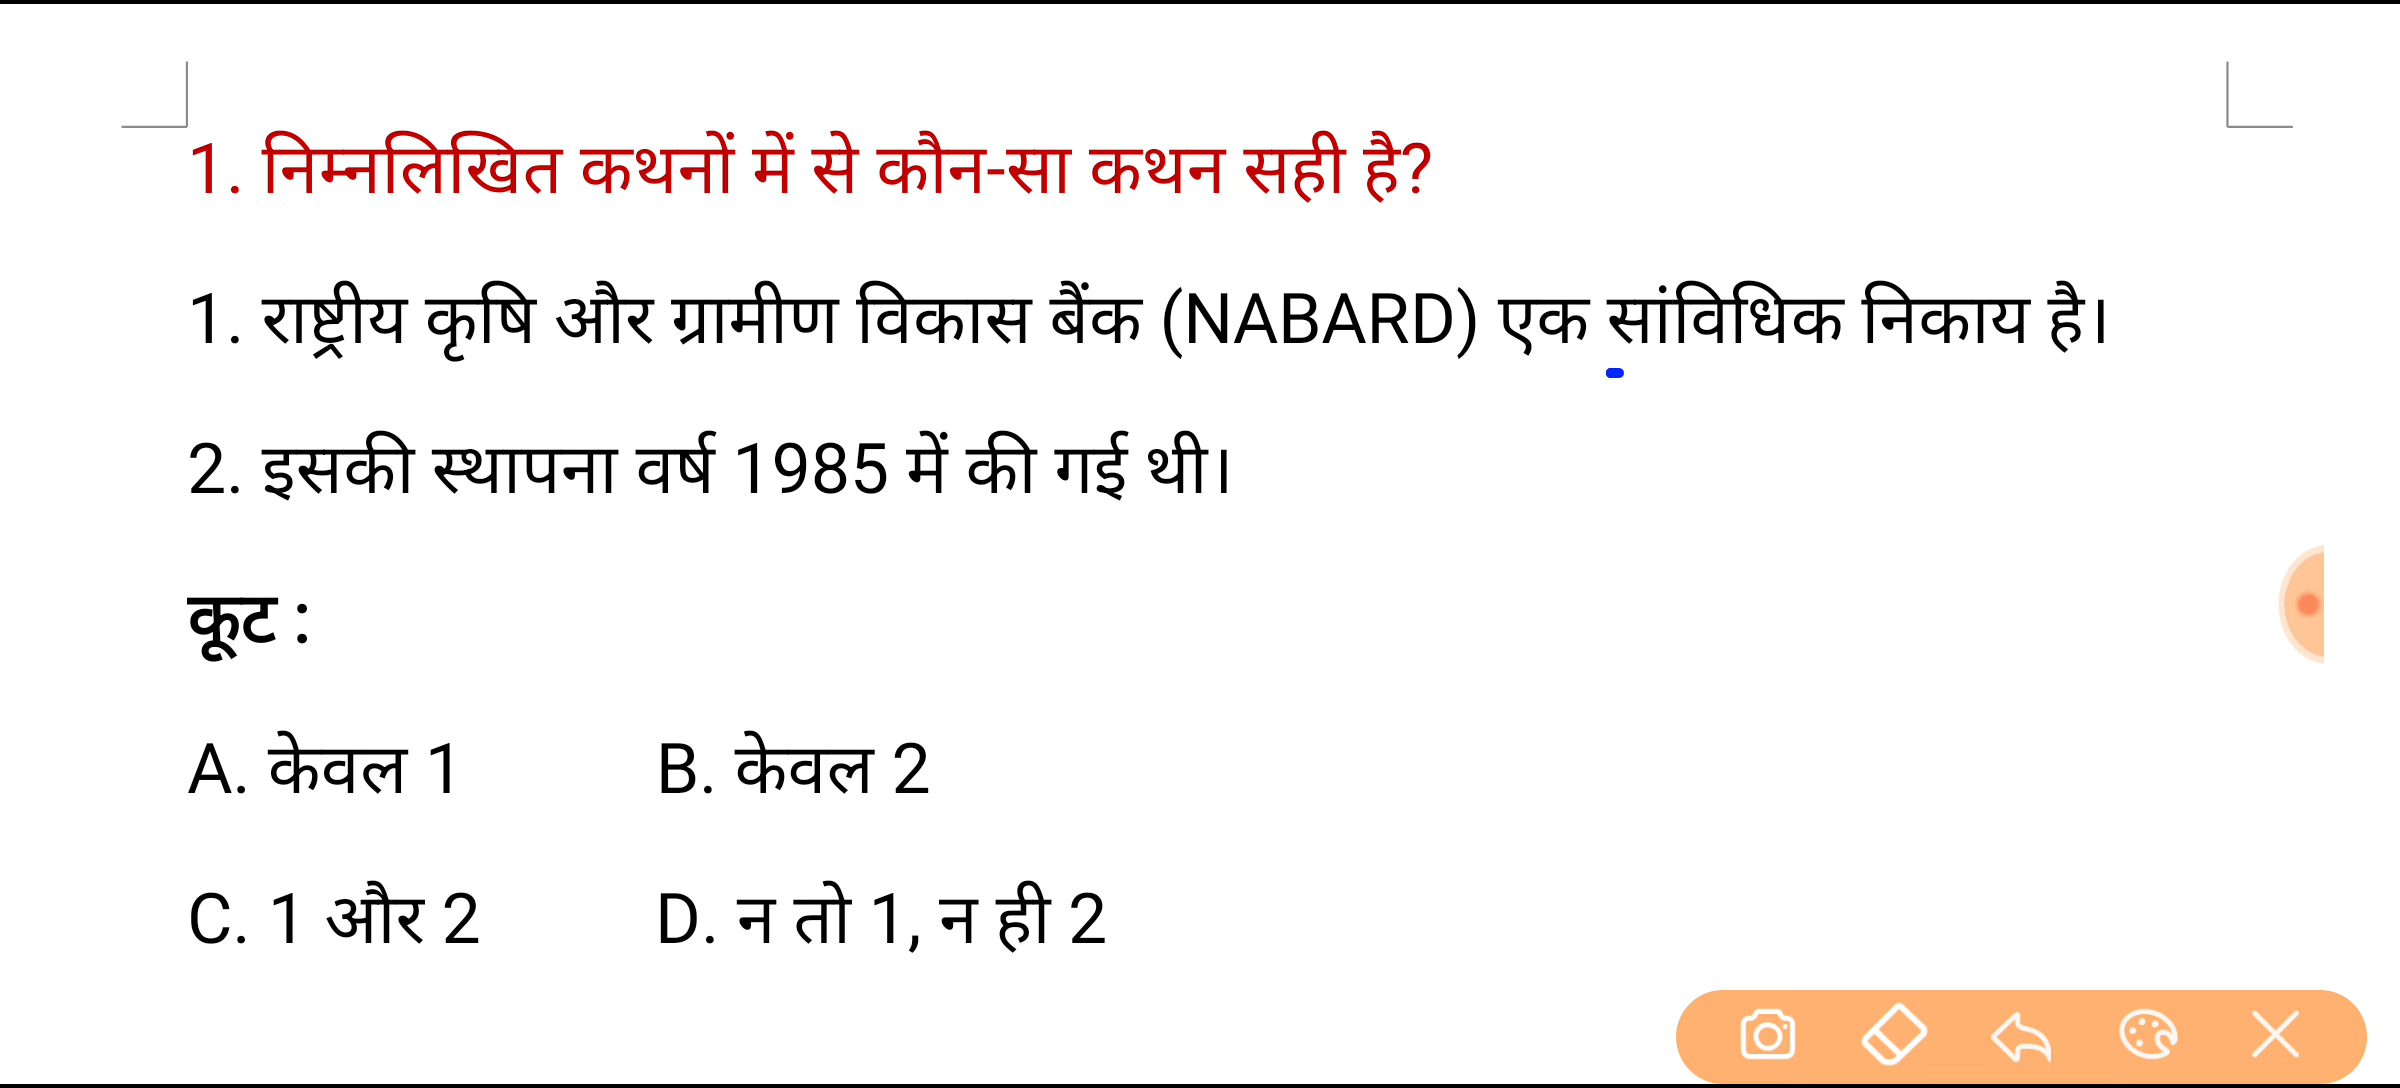 1. निम्नलिखित कथनों में से कौन-सा कथन सही है?
1. राष्ट्रीय कृषि और ग्रामीण विकास बैंक (NABARD) एक सांविधिक निकाय है।
2. इसकी स्थापना वर्ष 1985 में की गई थी।
कूट :
A. केवल 1 B. केवल 2
C. 1 और 2 D. न तो 1, न ही 2